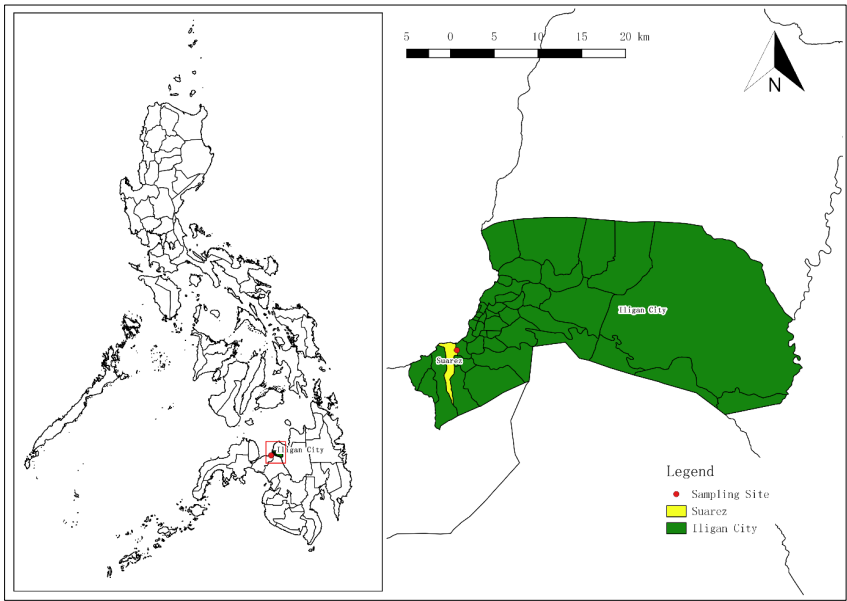 5 0 5 10 15 20 km
N
Iligan City
Suarez
Iligan City
Legend
Sampling Site
Suarez
Iligan City